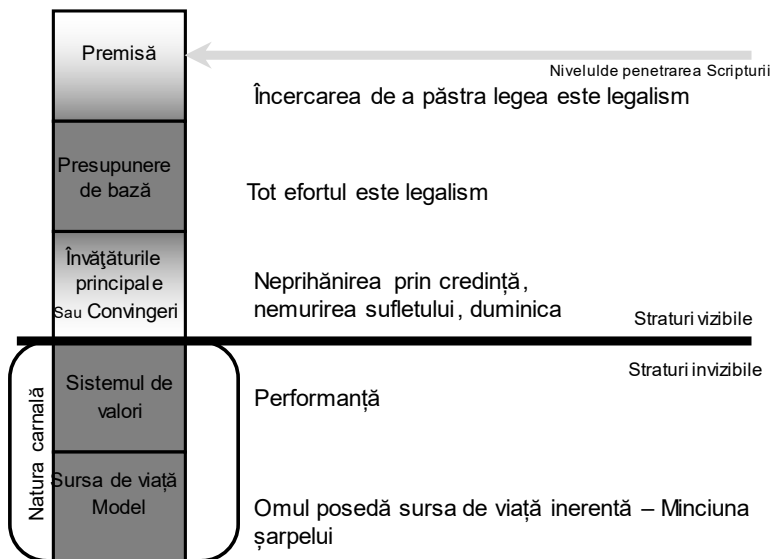 Premisă
Nivelulde penetrarea Scripturii
Încercarea de a păstra legea este legalism
Presupunere
de bază
Tot efortul este legalism
Învăţăturile
principale
Sau Convingeri
Neprihănirea prin credință,
nemurirea sufletului, duminica
Straturi vizibile
Straturi invizibile
Natura carnală
Sistemul de
valori
Performanță
Sursa de viață
Model
Omul posedă sursa de viață inerentă – Minciuna
șarpelui